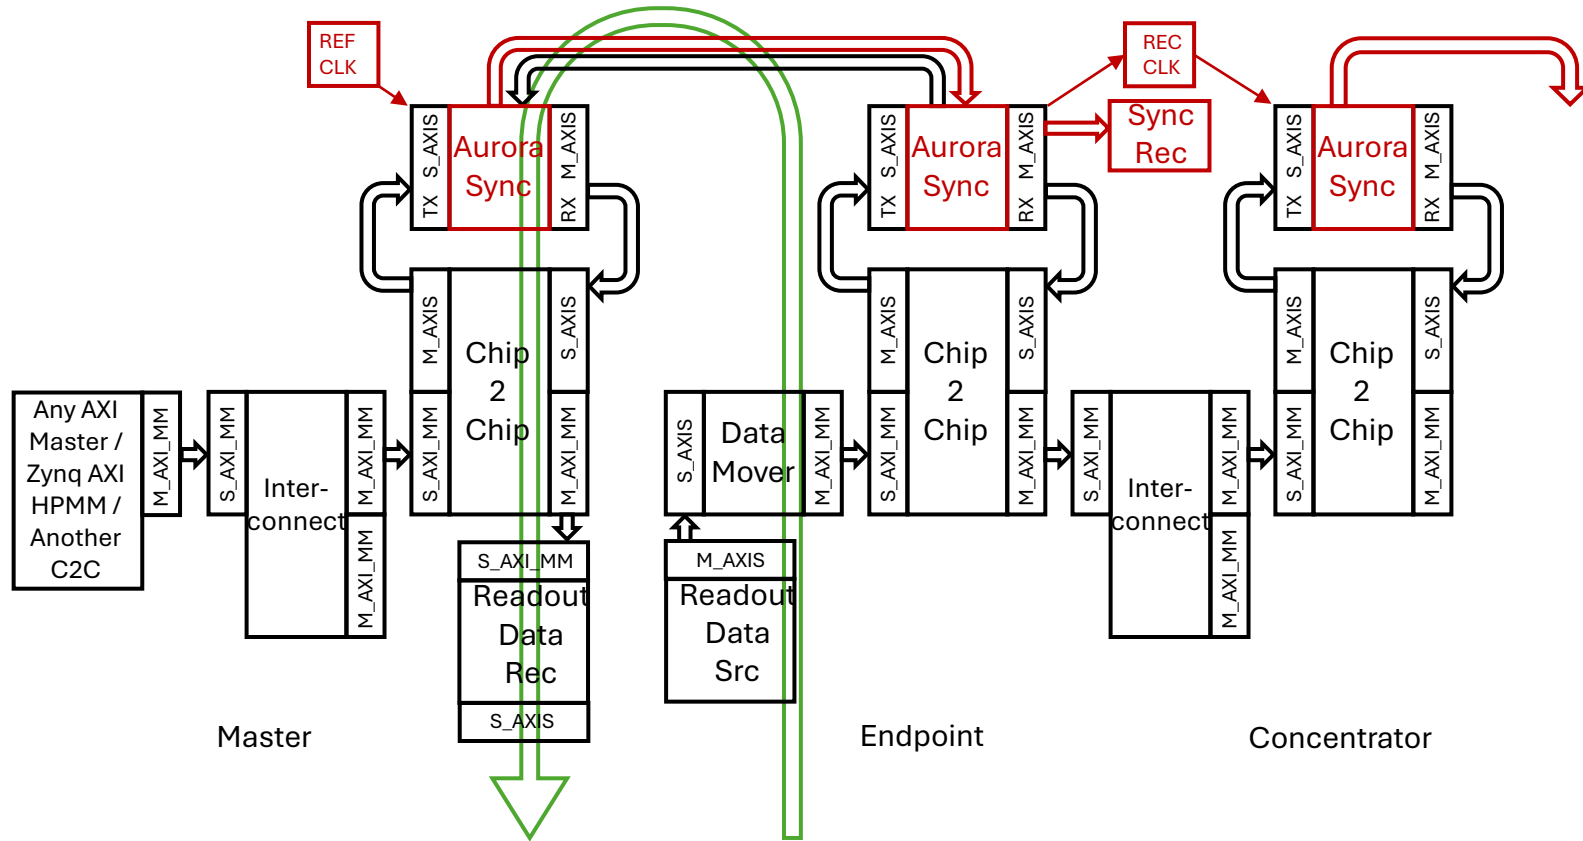 REF
CLK
REC
CLK
TX S_AXIS
Aurora
Sync
RX M_AXIS
TX S_AXIS
Aurora
Sync
RX M_AXIS
Sync
Rec
TX S_AXIS
Aurora
Sync
RX M_AXIS
M_AXIS
S_AXIS
Chip
2
Chip
S_AXI_MM
M_AXI_MM
M_AXIS
S_AXIS
Chip
2
Chip
S_AXI_MM
M_AXI_MM
M_AXIS
S_AXIS
Chip
2
Chip
S_AXI_MM
M_AXI_MM
Any AXI
Master /
Zynq AXI
HPMM /
Another
C2C
M_AXI_MM
S_AXI_MM
Inter-
connect
M_AXI_MM
M_AXI_MM
S_AXIS
Data
Mover
M_AXI_MM
S_AXI_MM
Inter-
connect
M_AXI_MM
M_AXI_MM
S_AXI_MM
Readout
Data
Rec
S_AXIS
M_AXIS
Readout
Data
Src
Master
Endpoint
Concentrator